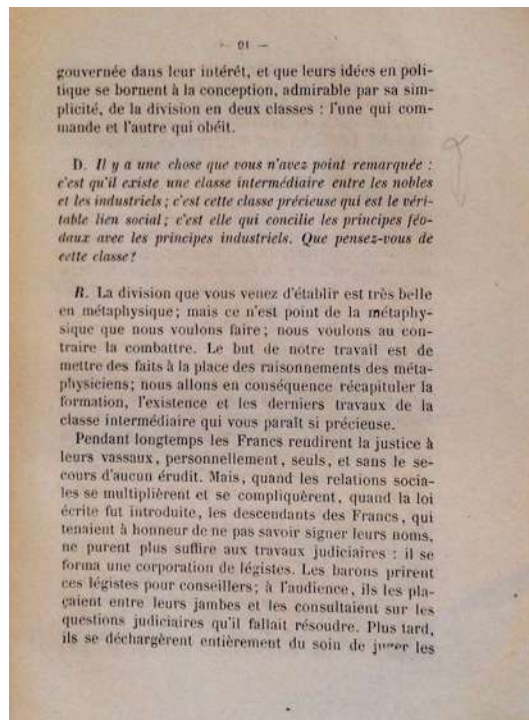 — 91 —
gouvernée dans leur intérêt, et que leurs idées en poli-
tique se bornent à la conception, admirable par sa sim-
plicité, de la division en deux classes : l'une qui com-
mande et l'autre qui obéit.
D. Il y a une chose que vous n'avez point remarquée :
c'est qu'il existe une classe intermédiaire entre les nobles
et les industriels ; c'est cette classe précieuse qui est le véri-
table lien social ; c'est elle qui concilie les principes féo-
daux avec les principes industriels. Que pensez-vous de
cette classe?
R. La division que vous venez d'établir est très belle
en métaphysique ; mais ce n'est point de la métaphy-
sique que nous voulons faire ; nous voulons au con-
traire la combattre. Le but de notre travail est de
mettre des faits à la place des raisonnements des méta-
physiciens ; nous allons en conséquence récapituler la
formation, l'existence et les derniers travaux de la
classe intermédiaire qui vous paraît si précieuse.
Pendant longtemps les Francs rendirent la justice à
leurs vassaux, personnellement, seuls, et sans le se-
cours d'aucun érudit. Mais, quand les relations socia-
les se multiplièrent et se compliquèrent, quand la loi
écrite fut introduite, les descendants des Francs, qui
tenaient à honneur de ne pas savoir signer leurs noms,
ne purent plus suffire aux travaux judiciaires : il se
forma une corporation de légistes. Les barons prirent
ces légistes pour conseillers ; à l'audience, ils les pla-
çaient entre leurs jambes et les consultaient sur les
questions judiciaires qu'il fallait résoudre. Plus tard,
ils se déchargèrent entièrement du soin de juger les